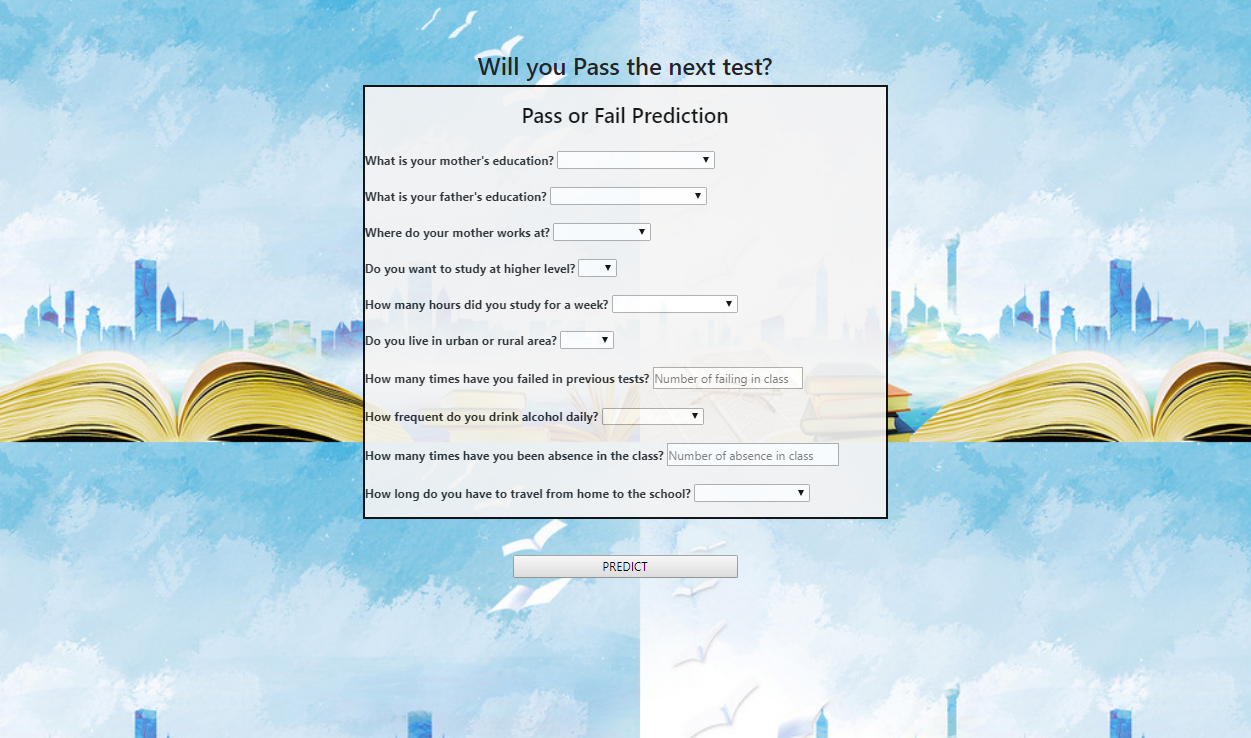 Will you Pass the next test?
Pass or Fail Prediction
What is your mother's education?
What is your father's education?
Where do your mother works at?
Do you want to study at higher level?
How many hours did you study for a week?
Do you live in urban or rural area?
How many times have you failed in previous tests? Number of failing in class
How frequent do you drink alcohol daily?
How many times have you been absence in the class? Number of absence in class
How long do you have to travel from home to the school?
PREDICT